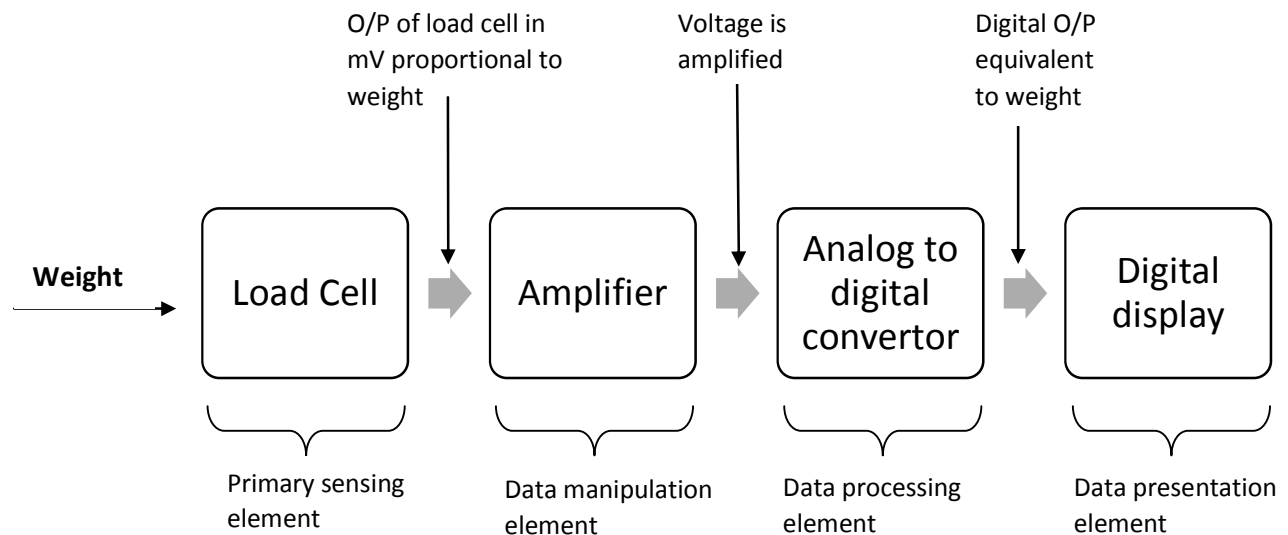 O/P of load cell in
mV proportional to
weight
Voltage is
amplified
Digital O/P
equivalent
to weight
Weight
Load Cell
Amplifier
Analog to
digital
convertor
Digital
display
Primary sensing
element
Data manipulation
element
Data processing
element
Data presentation
element